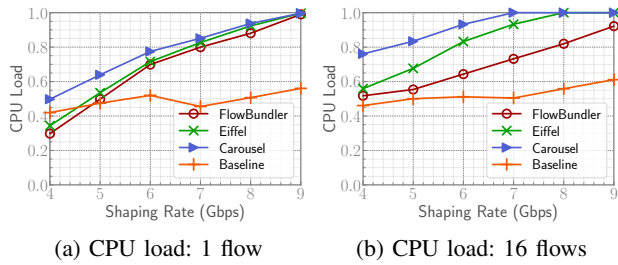 1.0
0.8
0.6
0.4
0.2
0.0
CPU Load
4 5 6 7 8 9
Shaping Rate (Gbps)
FlowBundler
Eiffel
Carousel
Baseline
(a) CPU load: 1 flow
1.0
0.8
0.6
0.4
0.2
0.0
CPU Load
4 5 6 7 8 9
Shaping Rate (Gbps)
FlowBundler
Eiffel
Carousel
Baseline
(b) CPU load: 16 flows